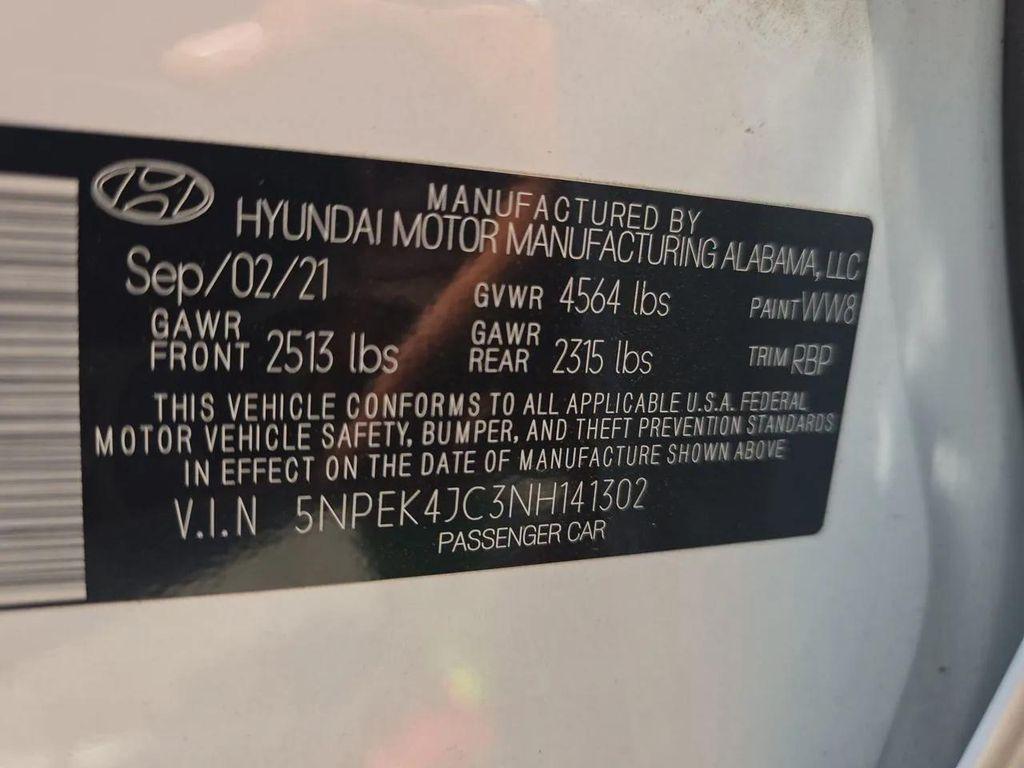 MANUFACTURED BY
HYUNDAI MOTOR MANUFACTURING ALABAMA, LLC
Sep/02/21 GVWR 4564 lbs PAINT WW8
GAWR FRONT 2513 lbs GAWR REAR 2315 lbs TRIM RBP
THIS VEHICLE CONFORMS TO ALL APPLICABLE U.S.A. FEDERAL
MOTOR VEHICLE SAFETY, BUMPER, AND THEFT PREVENTION STANDARDS
IN EFFECT ON THE DATE OF MANUFACTURE SHOWN ABOVE
V.I.N 5NPEK4JC3NH141302
PASSENGER CAR